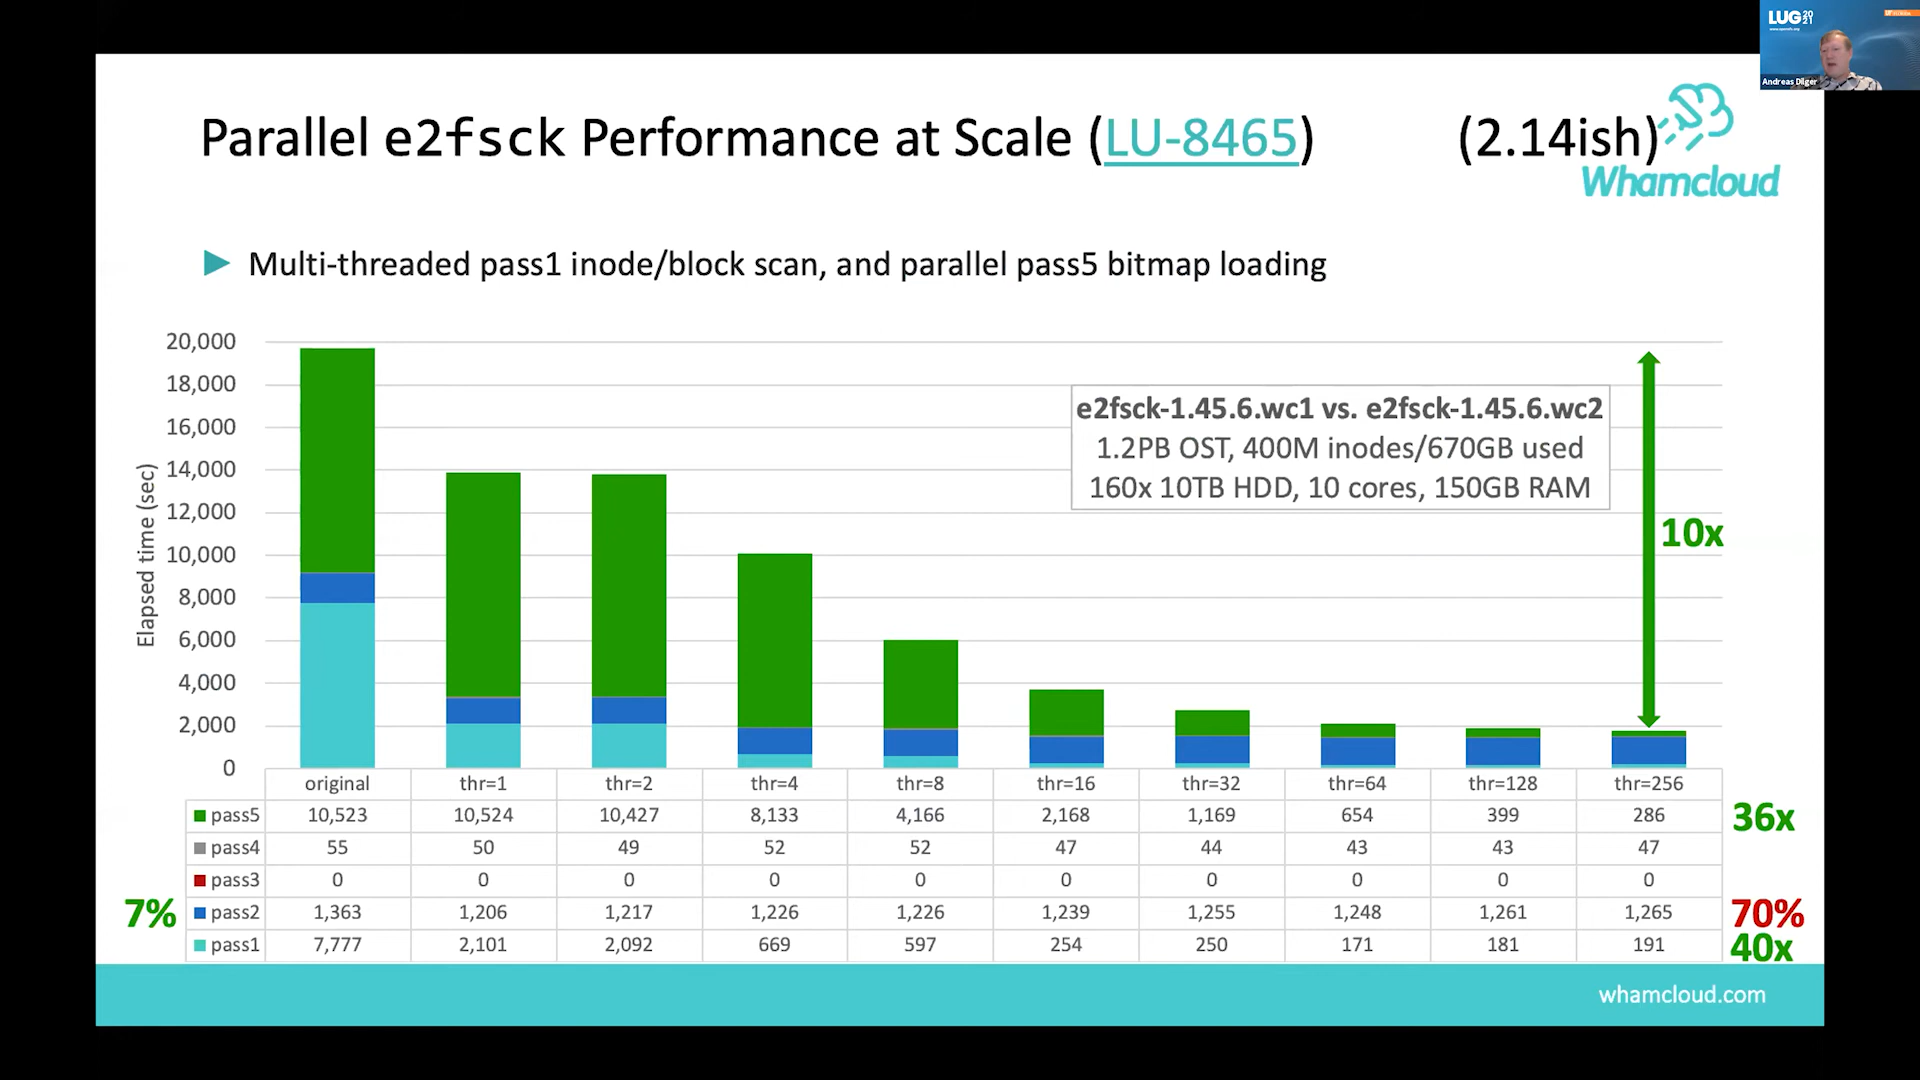 LUG 20 21
Andreas Dilger
Parallel e2fsck Performance at Scale (LU-8465) (2.14ish)
Whamcloud
Multi-threaded pass1 inode/block scan, and parallel pass5 bitmap loading
Elapsed time (sec)
20,000
18,000
16,000
14,000
12,000
10,000
8,000
6,000
4,000
2,000
0
e2fsck-1.45.6.wc1 vs. e2fsck-1.45.6.wc2
1.2PB OST, 400M inodes/670GB used
160x 10TB HDD, 10 cores, 150GB RAM
10x
original thr=1 thr=2 thr=4 thr=8 thr=16 thr=32 thr=64 thr=128 thr=256
pass5 10,523 10,524 10,427 8,133 4,166 2,168 1,169 654 399 286 36x
pass4 55 50 49 52 52 47 44 43 43 47
pass3 0 0 0 0 0 0 0 0 0 0
7% pass2 1,363 1,206 1,217 1,226 1,226 1,239 1,255 1,248 1,261 1,265 70%
pass1 7,777 2,101 2,092 669 597 254 250 171 181 191 40x
whamcloud.com